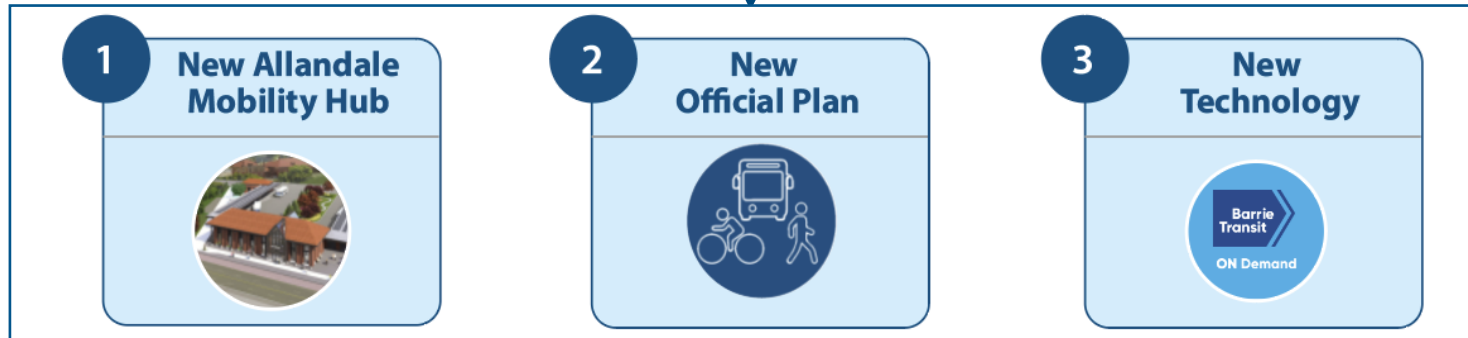 1
New Allandale
Mobility Hub
2
New
Official Plan
3
New
Technology
Barrie
Transit
ON Demand